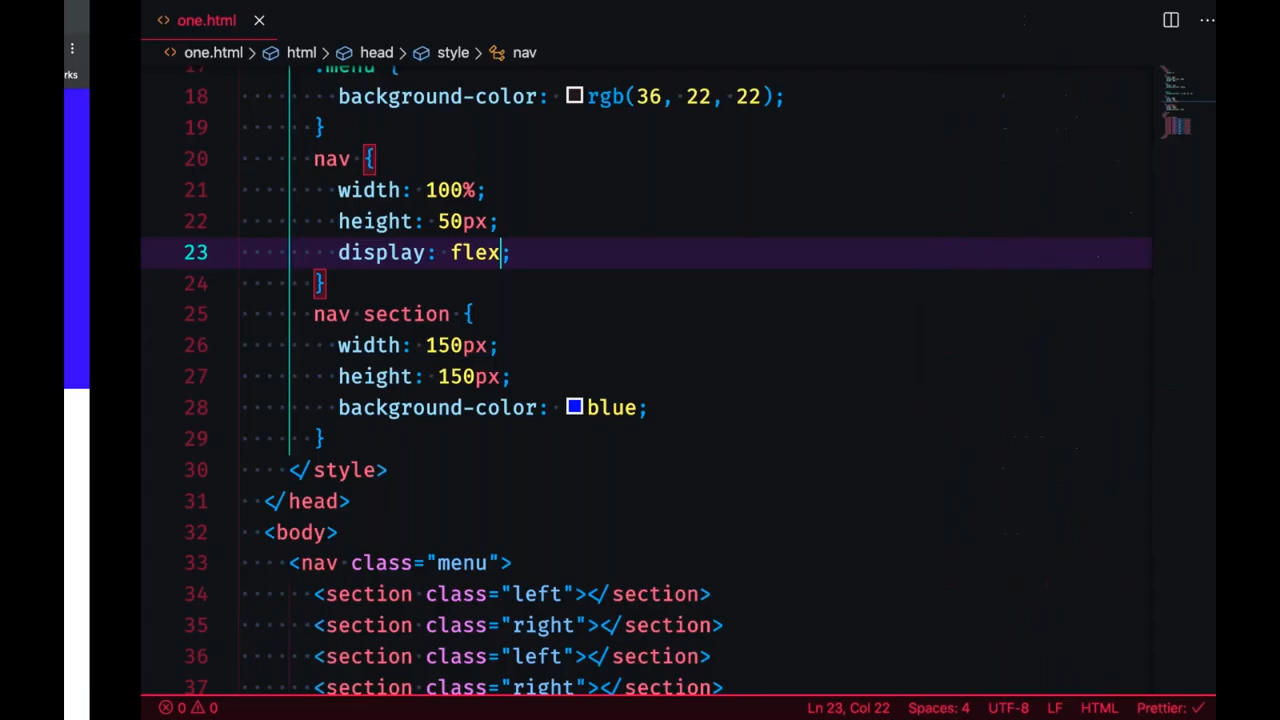 one.html
rks
one.html > html > head > style > nav
17 .menu {
18 background-color: rgb(36, 22, 22);
19 }
20 nav {
21 width: 100%;
22 height: 50px;
23 display: flex;
24 }
25 nav section {
26 width: 150px;
27 height: 150px;
28 background-color: blue;
29 }
30 </style>
31 </head>
32 <body>
33 <nav class="menu">
34 <section class="left"></section>
35 <section class="right"></section>
36 <section class="left"></section>
37 <section class="right"></section>
0 0 Ln 23, Col 22 Spaces: 4 UTF-8 LF HTML Prettier: ✓